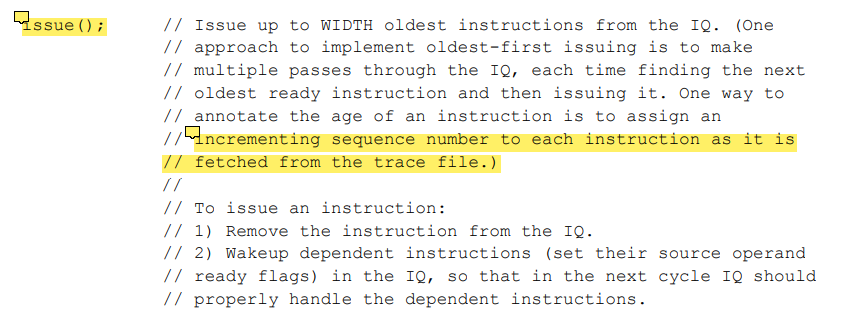 issue(); // Issue up to WIDTH oldest instructions from the IQ. (One
// approach to implement oldest-first issuing is to make
// multiple passes through the IQ, each time finding the next
// oldest ready instruction and then issuing it. One way to
// annotate the age of an instruction is to assign an
// incrementing sequence number to each instruction as it is
// fetched from the trace file.)
//
// To issue an instruction:
// 1) Remove the instruction from the IQ.
// 2) Wakeup dependent instructions (set their source operand
// ready flags) in the IQ, so that in the next cycle IQ should
// properly handle the dependent instructions.